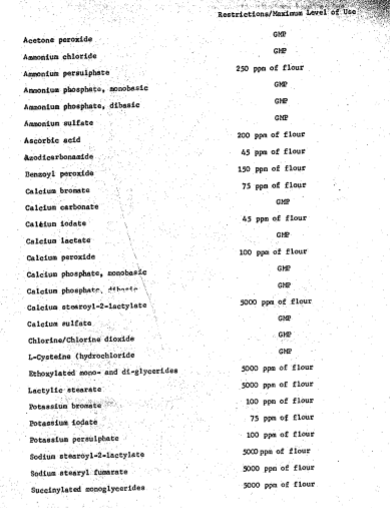 Restrictions/Maximum Level of Use
Acetone peroxide GMP
Ammonium chloride GMP
Ammonium persulphate 250 ppm of flour
Ammonium phosphate, monobasic GMP
Ammonium phosphate, dibasic GMP
Ammonium sulfate GMP
Ascorbic acid 200 ppm of flour
Azodicarbonamide 45 ppm of flour
Benzoyl peroxide 150 ppm of flour
Calcium bromate 75 ppm of flour
Calcium carbonate GMP
Calcium iodate 45 ppm of flour
Calcium lactate GMP
Calcium peroxide 100 ppm of flour
Calcium phosphate, monobasic GMP
Calcium phosphate, dibasic GMP
Calcium stearoyl-2-lactylate 5000 ppm of flour
Calcium sulfate GMP
Chlorine/Chlorine dioxide GMP
L-Cysteine (hydrochloride GMP
Ethoxylated mono- and di-glycerides 5000 ppm of flour
Lactylic stearate 5000 ppm of flour
Potassium bromate 100 ppm of flour
Potassium iodate 75 ppm of flour
Potassium persulphate 100 ppm of flour
Sodium stearoyl-2-lactylate 5000 ppm of flour
Sodium stearyl fumarate 5000 ppm of flour
Succinylated monoglycerides 5000 ppm of flour